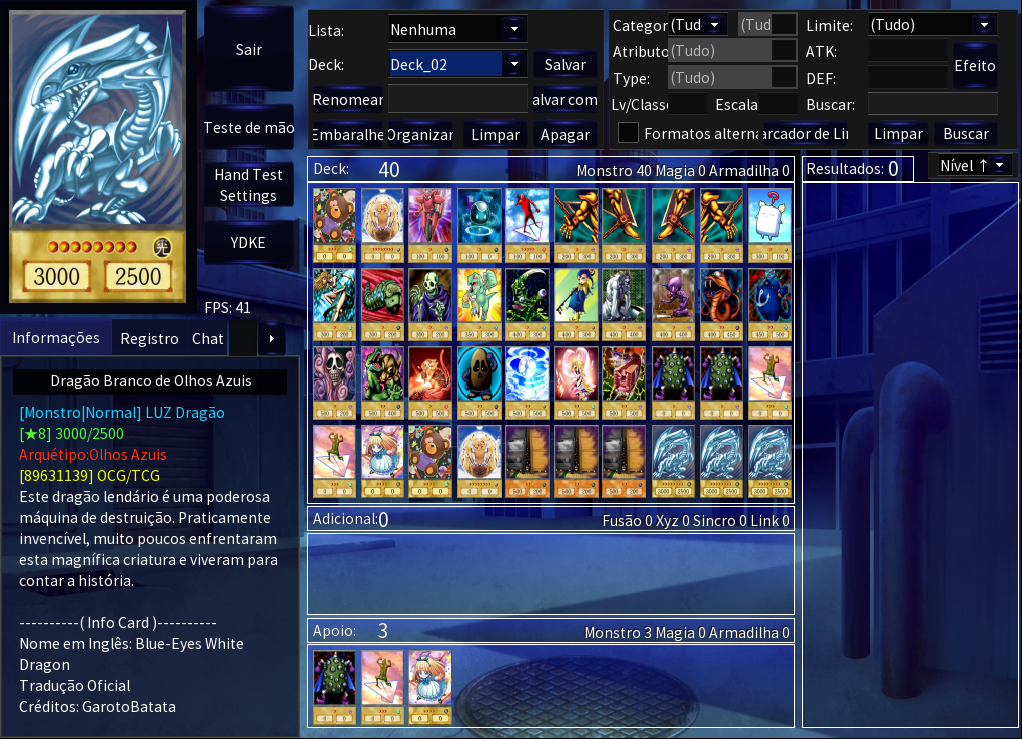 3000 2500
光
Sair
Teste de mão
Hand Test
Settings
YDKE
FPS: 41
Lista: Nenhuma
Deck: Deck_02 Salvar
Renomear alvar com
Embaralhe Organizar Limpar Apagar
Categor (Tud (Tud Limite: (Tudo)
Atributo (Tudo) ATK:
Efeito
Type: (Tudo) DEF:
Lv/Classe Escala Buscar:
Formatos alterna arcador de Lin Limpar Buscar
Deck: 40 Monstro 40 Magia 0 Armadilha 0
Resultados: 0 Nível ↑
Adicional: 0 Fusão 0 Xyz 0 Sincro 0 Link 0
Apoio: 3 Monstro 3 Magia 0 Armadilha 0
Informações Registro Chat
Dragão Branco de Olhos Azuis
[Monstro|Normal] LUZ Dragão
[★8] 3000/2500
Arquétipo:Olhos Azuis
[89631139] OCG/TCG
Este dragão lendário é uma poderosa
máquina de destruição. Praticamente
invencível, muito poucos enfrentaram
esta magnífica criatura e viveram para
contar a história.
----------( Info Card )----------
Nome em Inglês: Blue-Eyes White
Dragon
Tradução Oficial
Créditos: GarotoBatata